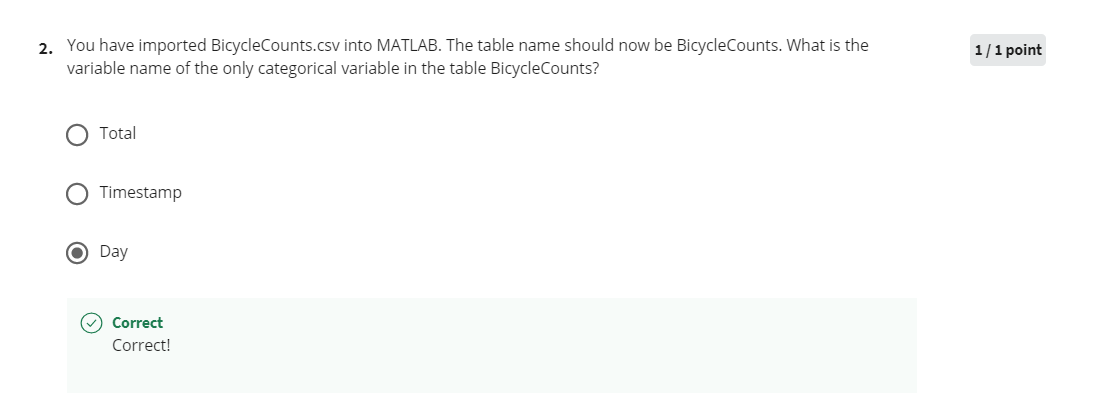 2. You have imported BicycleCounts.csv into MATLAB. The table name should now be BicycleCounts. What is the
variable name of the only categorical variable in the table BicycleCounts?
1 / 1 point
Total
Timestamp
Day
Correct
Correct!